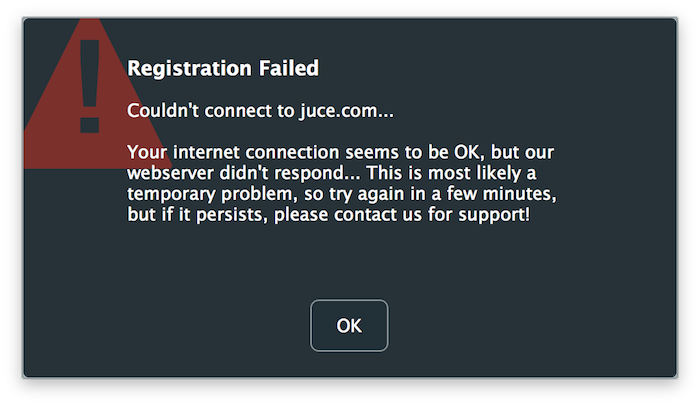 Registration Failed
Couldn't connect to juce.com...
Your internet connection seems to be OK, but our
webserver didn't respond... This is most likely a
temporary problem, so try again in a few minutes,
but if it persists, please contact us for support!
OK